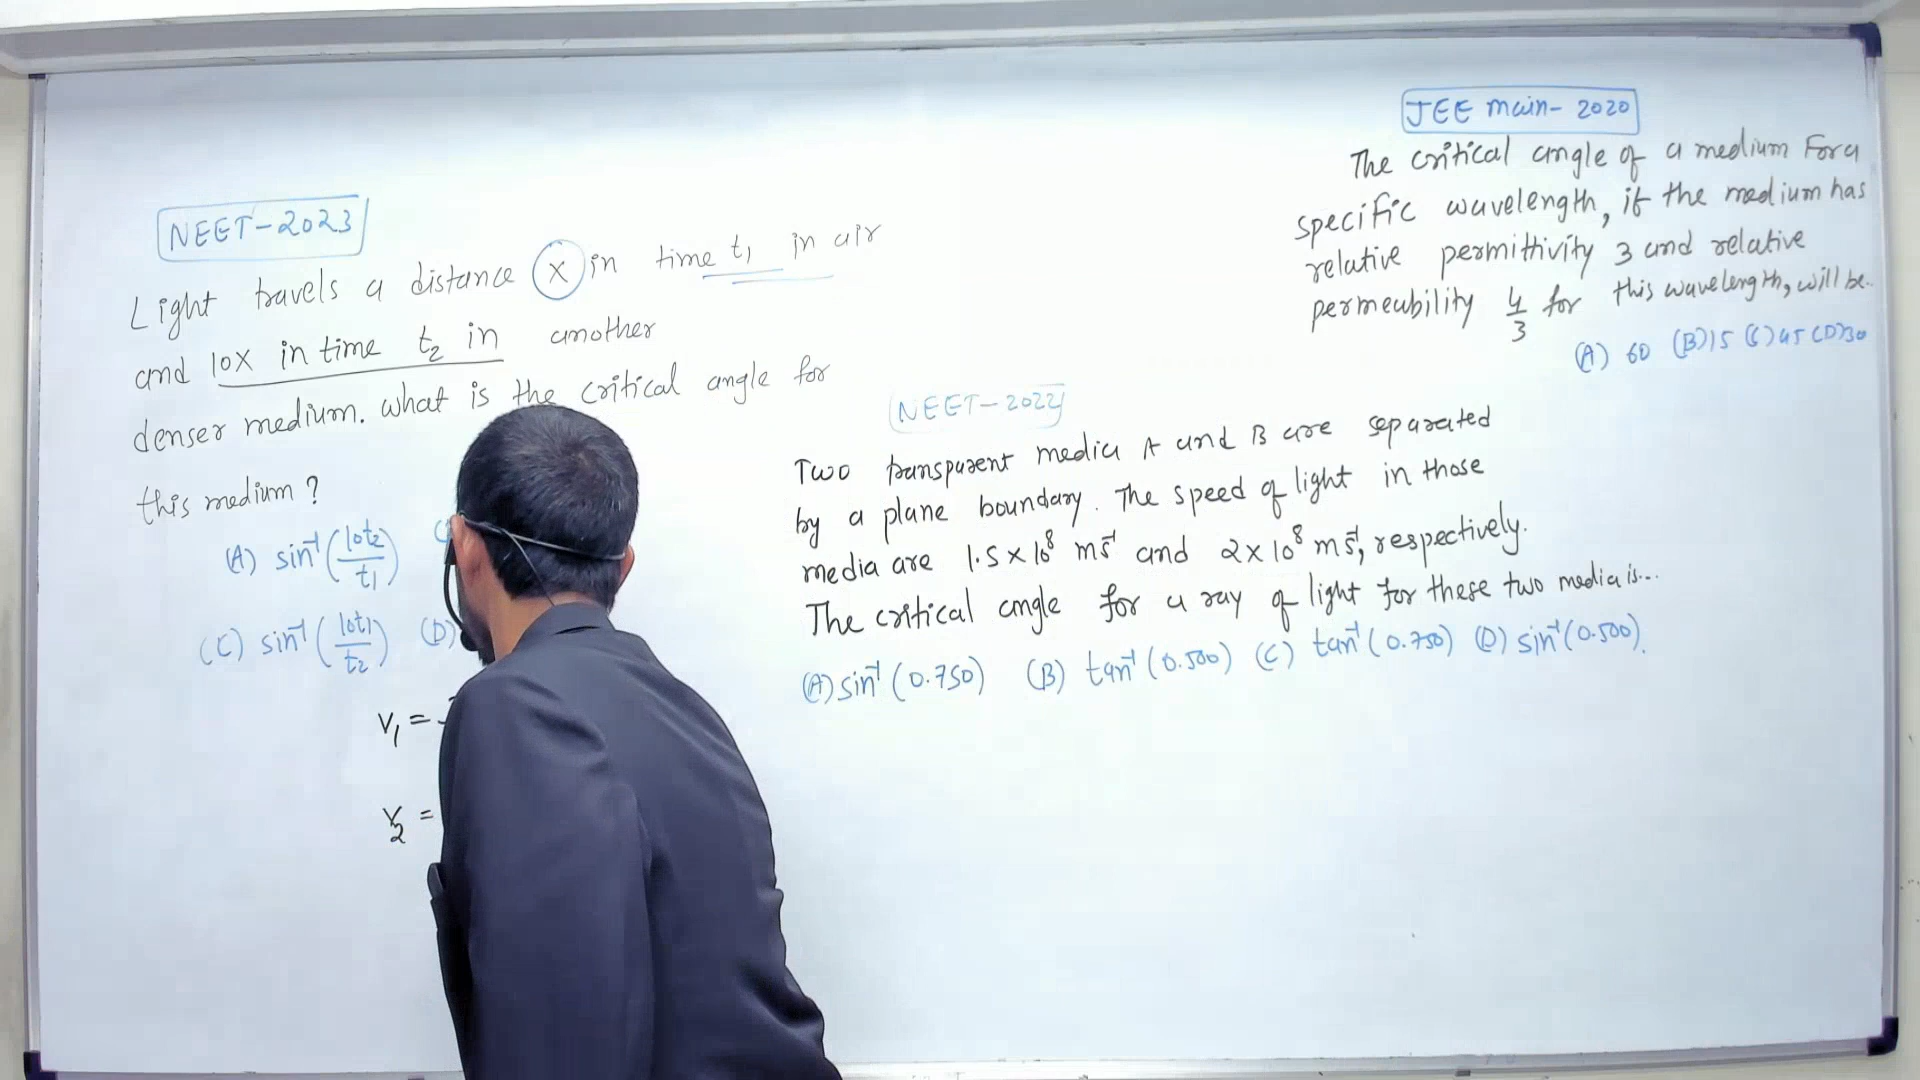 NEET-2023
Light travels a distance x in time t₁ in air
and 10x in time t₂ in another
denser medium. what is the critical angle for
this medium?
(A) sin⁻¹(10t₂/t₁)
(C) sin⁻¹(10t₁/t₂) (D)
V₁ =
V₂ =
JEE main- 2020
The critical angle of a medium For a
specific wavelength, if the medium has
relative permittivity 3 and relative
permeability 4/3 for this wavelength, will be..
(A) 60 (B) 15 (C) 45 (D) 30
NEET-2022
Two transparent media A and B are separated
by a plane boundary. The speed of light in those
media are 1.5 × 10⁸ ms⁻¹ and 2 × 10⁸ ms⁻¹, respectively.
The critical angle for a ray of light for these two media is...
(A) sin⁻¹(0.750) (B) tan⁻¹(0.500) (C) tan⁻¹(0.750) (D) sin⁻¹(0.500).